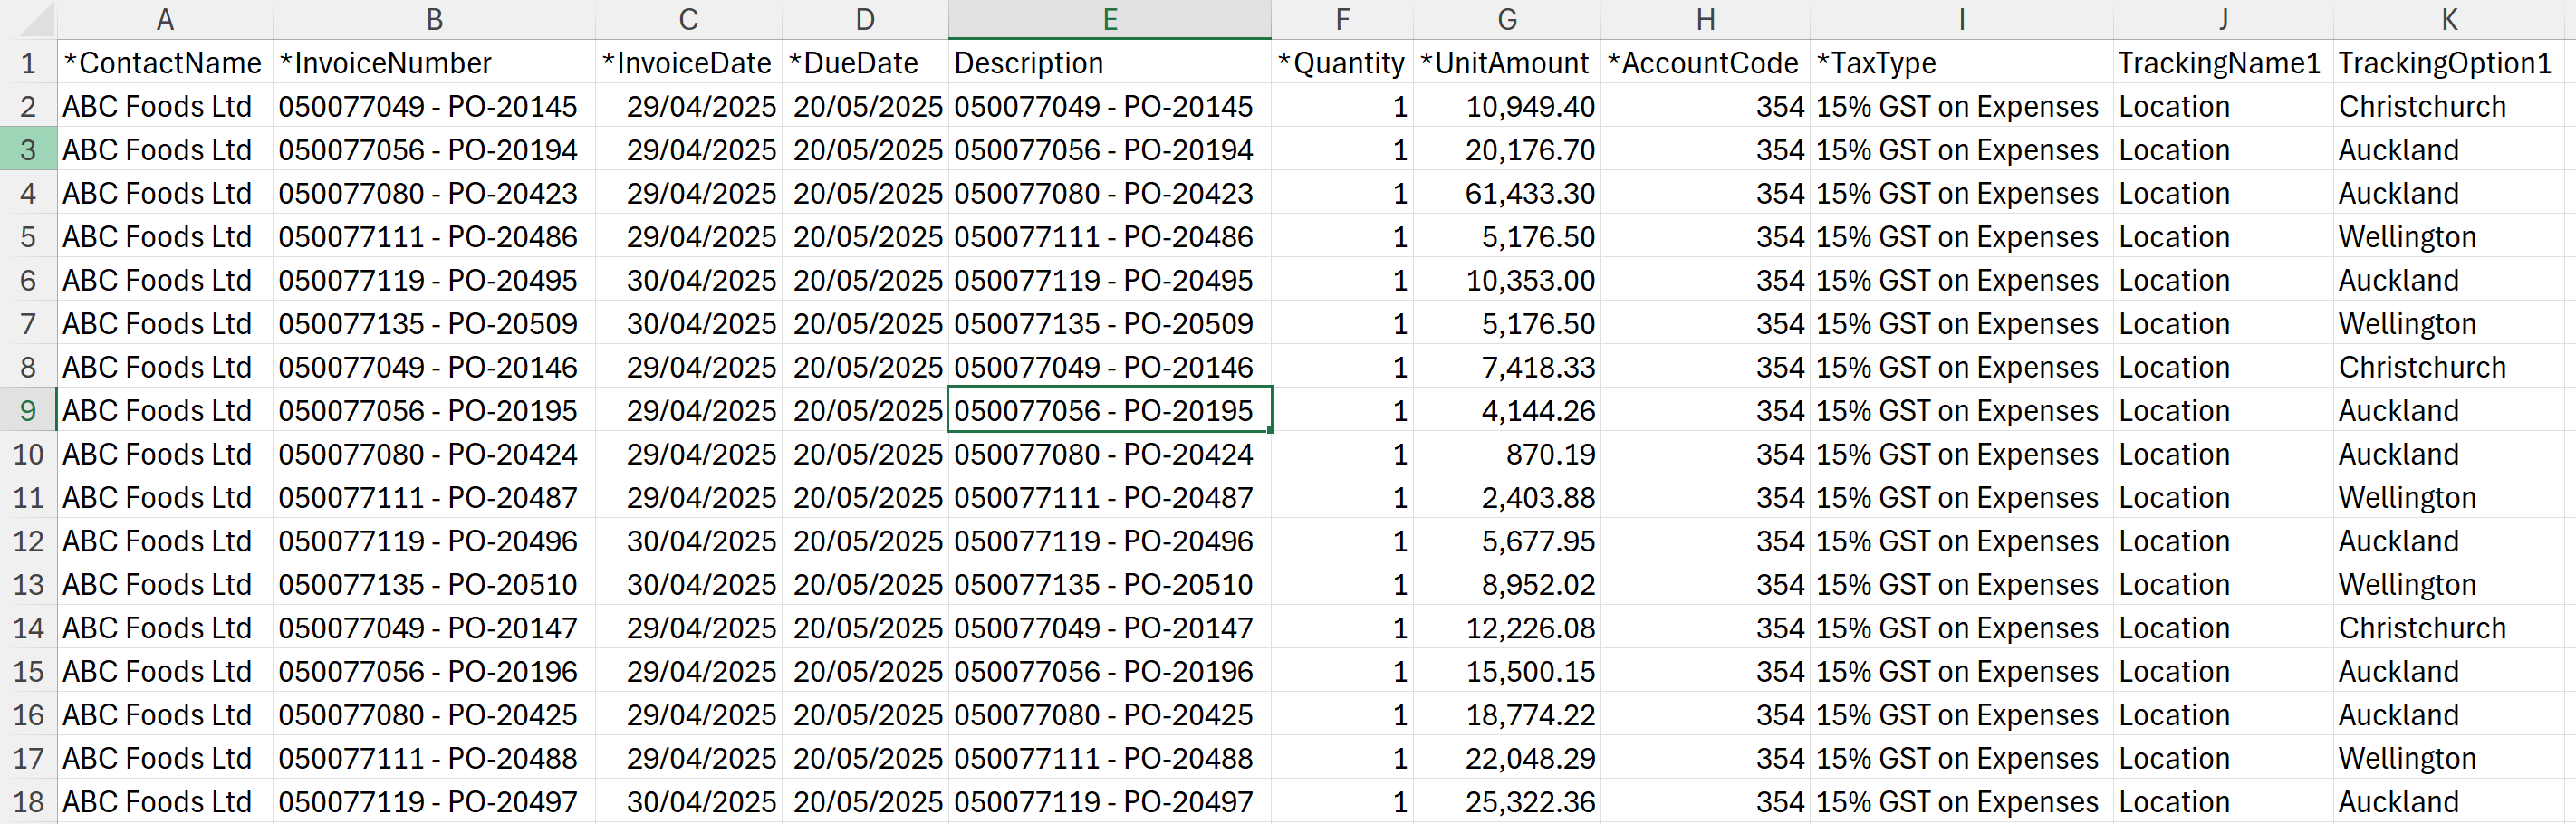 A B C D E F G H I J K
1 *ContactName *InvoiceNumber *InvoiceDate *DueDate Description *Quantity *UnitAmount *AccountCode *TaxType TrackingName1 TrackingOption1
2 ABC Foods Ltd 050077049 - PO-20145 29/04/2025 20/05/2025 050077049 - PO-20145 1 10,949.40 354 15% GST on Expenses Location Christchurch
3 ABC Foods Ltd 050077056 - PO-20194 29/04/2025 20/05/2025 050077056 - PO-20194 1 20,176.70 354 15% GST on Expenses Location Auckland
4 ABC Foods Ltd 050077080 - PO-20423 29/04/2025 20/05/2025 050077080 - PO-20423 1 61,433.30 354 15% GST on Expenses Location Auckland
5 ABC Foods Ltd 050077111 - PO-20486 29/04/2025 20/05/2025 050077111 - PO-20486 1 5,176.50 354 15% GST on Expenses Location Wellington
6 ABC Foods Ltd 050077119 - PO-20495 30/04/2025 20/05/2025 050077119 - PO-20495 1 10,353.00 354 15% GST on Expenses Location Auckland
7 ABC Foods Ltd 050077135 - PO-20509 30/04/2025 20/05/2025 050077135 - PO-20509 1 5,176.50 354 15% GST on Expenses Location Wellington
8 ABC Foods Ltd 050077049 - PO-20146 29/04/2025 20/05/2025 050077049 - PO-20146 1 7,418.33 354 15% GST on Expenses Location Christchurch
9 ABC Foods Ltd 050077056 - PO-20195 29/04/2025 20/05/2025 050077056 - PO-20195 1 4,144.26 354 15% GST on Expenses Location Auckland
10 ABC Foods Ltd 050077080 - PO-20424 29/04/2025 20/05/2025 050077080 - PO-20424 1 870.19 354 15% GST on Expenses Location Auckland
11 ABC Foods Ltd 050077111 - PO-20487 29/04/2025 20/05/2025 050077111 - PO-20487 1 2,403.88 354 15% GST on Expenses Location Wellington
12 ABC Foods Ltd 050077119 - PO-20496 30/04/2025 20/05/2025 050077119 - PO-20496 1 5,677.95 354 15% GST on Expenses Location Auckland
13 ABC Foods Ltd 050077135 - PO-20510 30/04/2025 20/05/2025 050077135 - PO-20510 1 8,952.02 354 15% GST on Expenses Location Wellington
14 ABC Foods Ltd 050077049 - PO-20147 29/04/2025 20/05/2025 050077049 - PO-20147 1 12,226.08 354 15% GST on Expenses Location Christchurch
15 ABC Foods Ltd 050077056 - PO-20196 29/04/2025 20/05/2025 050077056 - PO-20196 1 15,500.15 354 15% GST on Expenses Location Auckland
16 ABC Foods Ltd 050077080 - PO-20425 29/04/2025 20/05/2025 050077080 - PO-20425 1 18,774.22 354 15% GST on Expenses Location Auckland
17 ABC Foods Ltd 050077111 - PO-20488 29/04/2025 20/05/2025 050077111 - PO-20488 1 22,048.29 354 15% GST on Expenses Location Wellington
18 ABC Foods Ltd 050077119 - PO-20497 30/04/2025 20/05/2025 050077119 - PO-20497 1 25,322.36 354 15% GST on Expenses Location Auckland